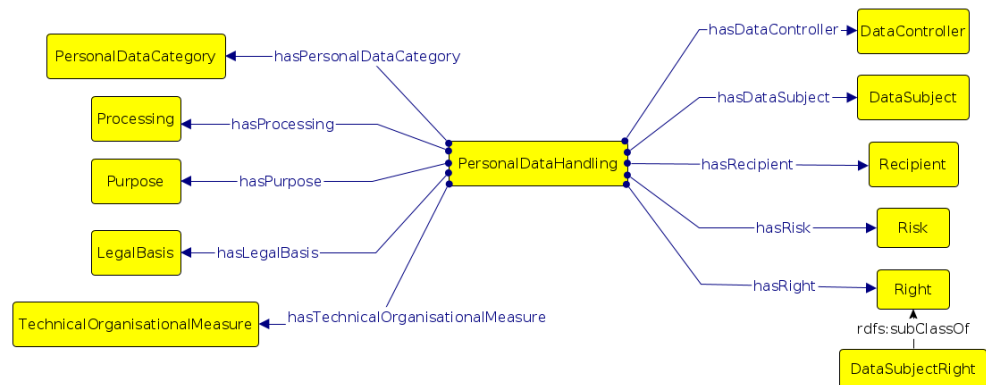 hasDataController
DataController
PersonalDataCategory
hasPersonalDataCategory
hasDataSubject
DataSubject
Processing
hasProcessing
PersonalDataHandling
hasRecipient
Recipient
Purpose
hasPurpose
hasRisk
Risk
LegalBasis
hasLegalBasis
hasRight
Right
TechnicalOrganisationalMeasure
hasTechnicalOrganisationalMeasure
rdfs:subClassOf
DataSubjectRight